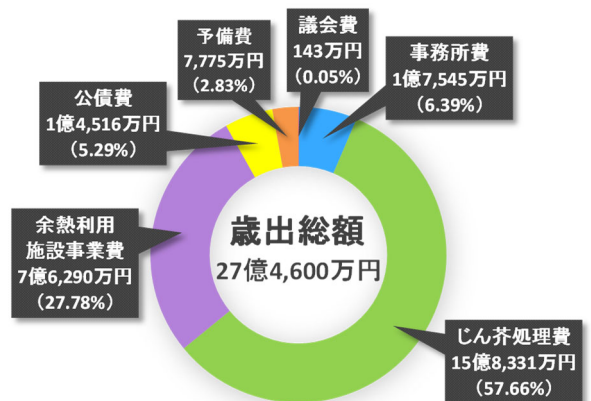 議会費
143万円
（0.05%）
事務所費
1億7,545万円
（6.39%）
じん芥処理費
15億8,331万円
（57.66%）
余熱利用
施設事業費
7億6,290万円
（27.78%）
公債費
1億4,516万円
（5.29%）
予備費
7,775万円
（2.83%）
歳出総額
27億4,600万円